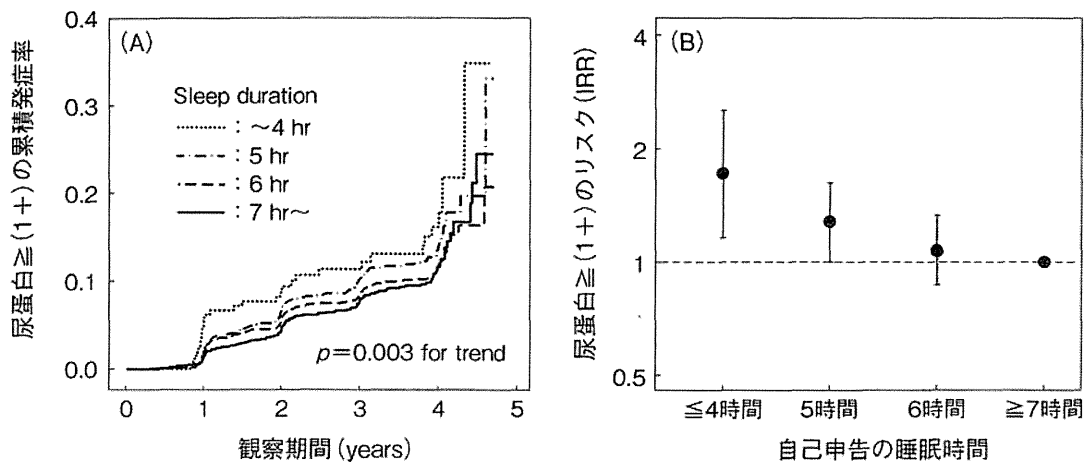 (A)
尿蛋白≧(1+)の累積発症率
0.4
0.3
0.2
0.1
0.0
Sleep duration
: ~4 hr
: 5 hr
: 6 hr
: 7 hr~
p=0.003 for trend
0 1 2 3 4 5
観察期間(years)
(B)
尿蛋白≧(1+)のリスク(IRR)
4
2
1
0.5
≦4時間 5時間 6時間 ≧7時間
自己申告の睡眠時間